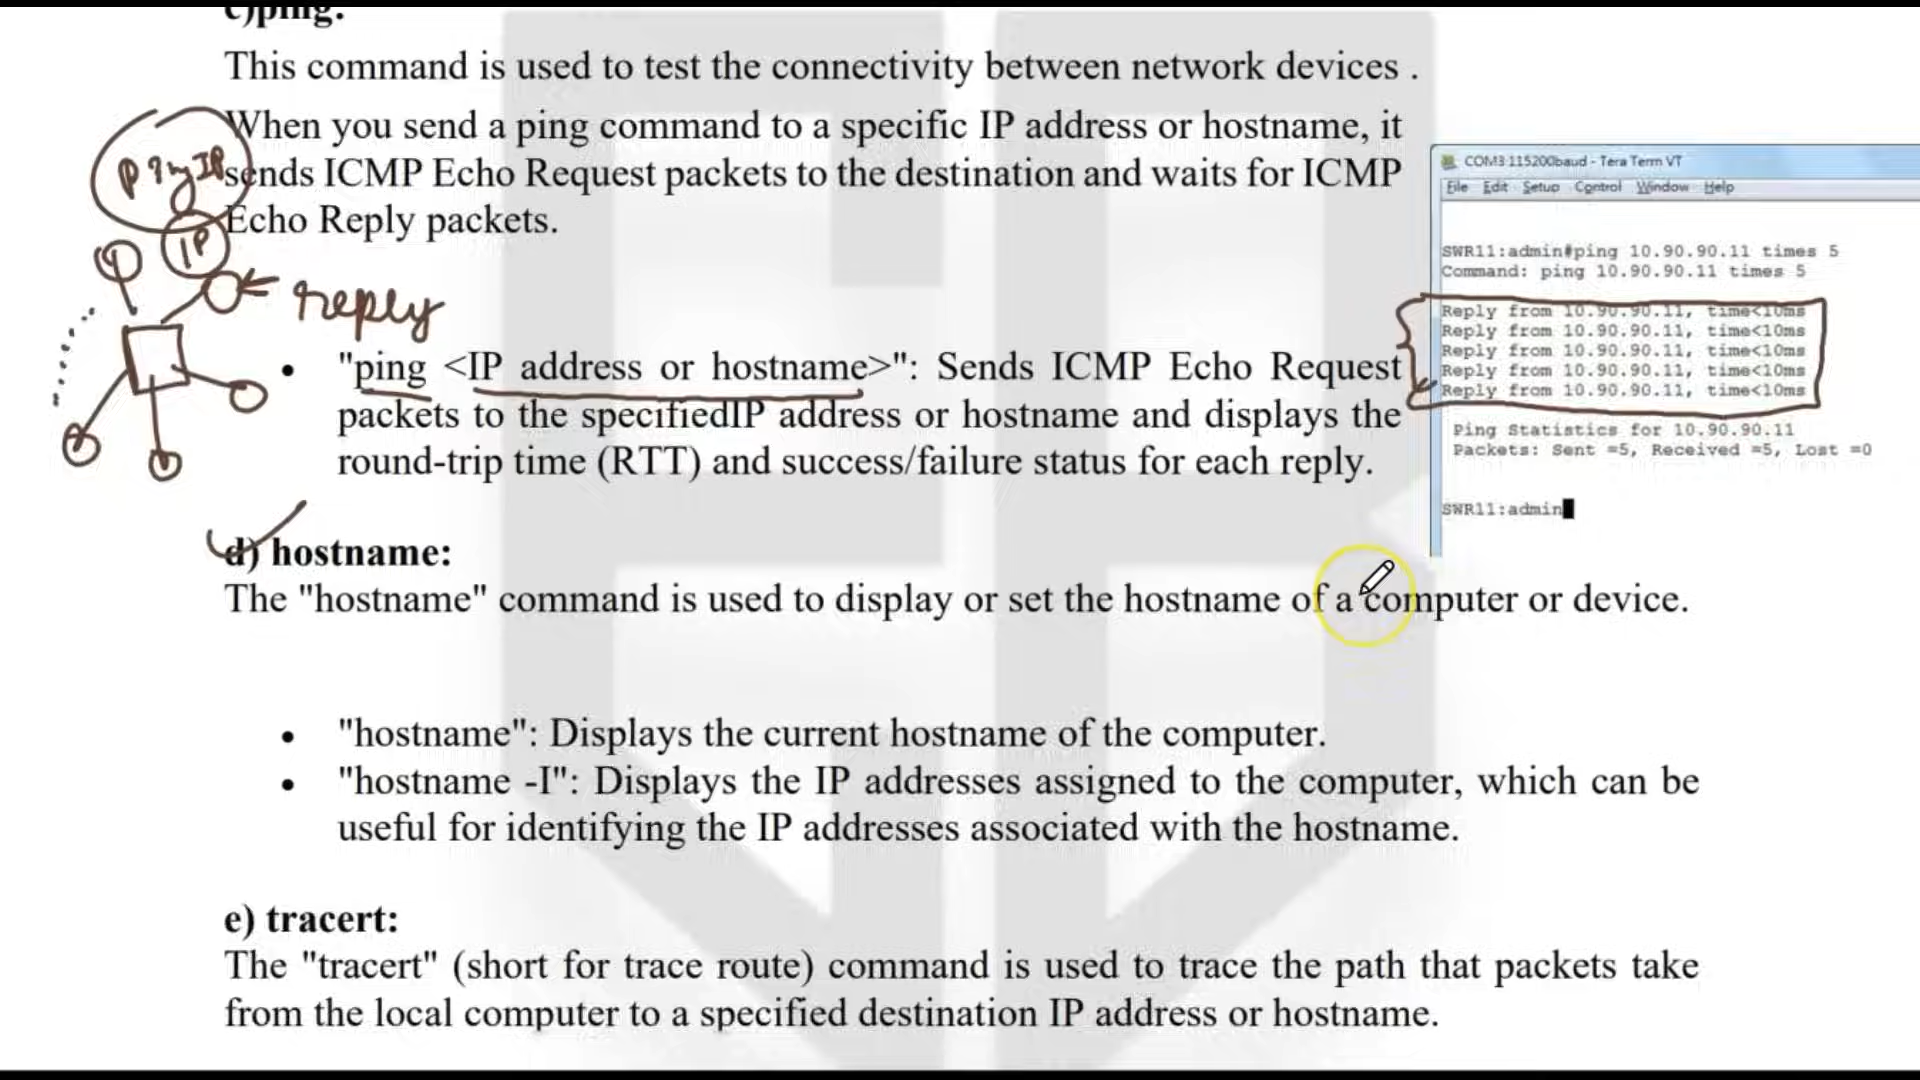 c)ping:
This command is used to test the connectivity between network devices .
When you send a ping command to a specific IP address or hostname, it
sends ICMP Echo Request packets to the destination and waits for ICMP
Echo Reply packets.
Ping IP
IP
reply
• "ping <IP address or hostname>": Sends ICMP Echo Request
packets to the specifiedIP address or hostname and displays the
round-trip time (RTT) and success/failure status for each reply.
COM3 115200baud - Tera Term VT
File Edit Setup Control Window Help
SWR11:admin#ping 10.90.90.11 times 5
Command: ping 10.90.90.11 times 5
Reply from 10.90.90.11, time<10ms
Reply from 10.90.90.11, time<10ms
Reply from 10.90.90.11, time<10ms
Reply from 10.90.90.11, time<10ms
Reply from 10.90.90.11, time<10ms
Ping Statistics for 10.90.90.11
Packets: Sent =5, Received =5, Lost =0
SWR11:admin
d) hostname:
The "hostname" command is used to display or set the hostname of a computer or device.
• "hostname": Displays the current hostname of the computer.
• "hostname -I": Displays the IP addresses assigned to the computer, which can be
useful for identifying the IP addresses associated with the hostname.
e) tracert:
The "tracert" (short for trace route) command is used to trace the path that packets take
from the local computer to a specified destination IP address or hostname.